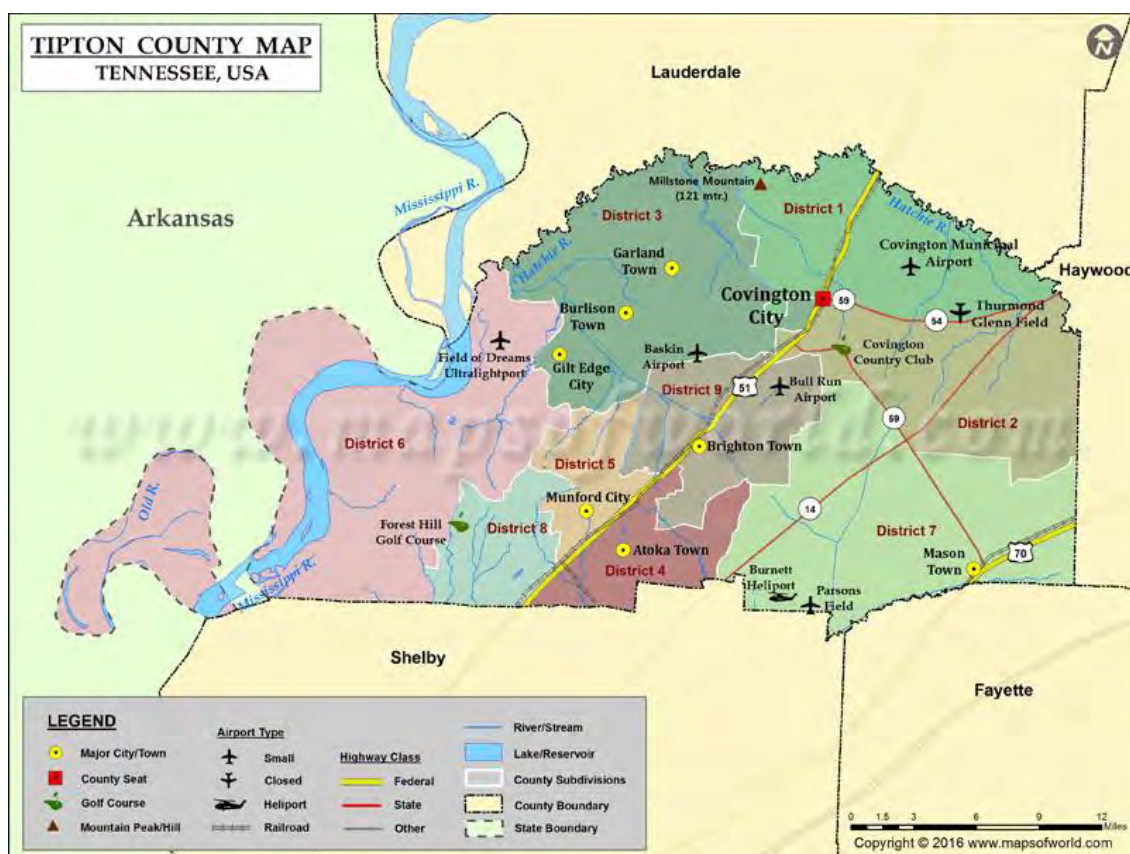 TIPTON COUNTY MAP
TENNESSEE, USA
N
Lauderdale
Arkansas
Mississippi R.
Millstone Mountain
(121 mtr.)
District 1
Hatchie R.
District 3
Hatchie R.
Garland
Town
Covington Municipal
Airport
Haywood
Covington
City
59
54
Thurmond
Glenn Field
Burlison
Town
Field of Dreams
Ultralightport
Gilt Edge
City
Baskin
Airport
Covington
Country Club
District 9
51
Bull Run
Airport
59
District 2
www.mapsofworld.com
District 6
Brighton Town
District 5
Old R.
Munford City
14
Forest Hill
Golf Course
District 8
District 7
Atoka Town
District 4
Mason
Town
70
Burnett
Heliport
Parsons
Field
Mississippi R.
Shelby
Fayette
LEGEND
Major City/Town
County Seat
Golf Course
Mountain Peak/Hill
Airport Type
Small
Closed
Heliport
Railroad
Highway Class
Federal
State
Other
River/Stream
Lake/Reservoir
County Subdivisions
County Boundary
State Boundary
0 1.5 3 6 9 12
Miles
Copyright © 2016 www.mapsofworld.com